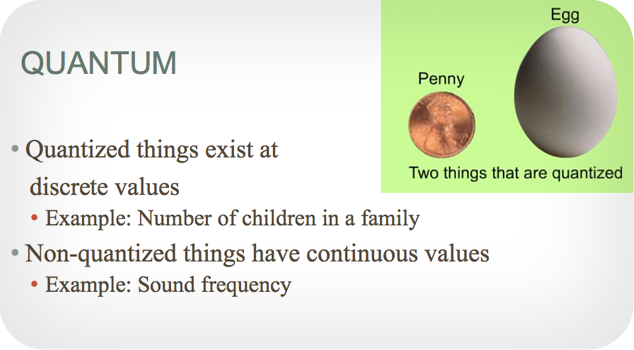 QUANTUM
Egg
Penny
Two things that are quantized
• Quantized things exist at
discrete values
• Example: Number of children in a family
• Non-quantized things have continuous values
• Example: Sound frequency